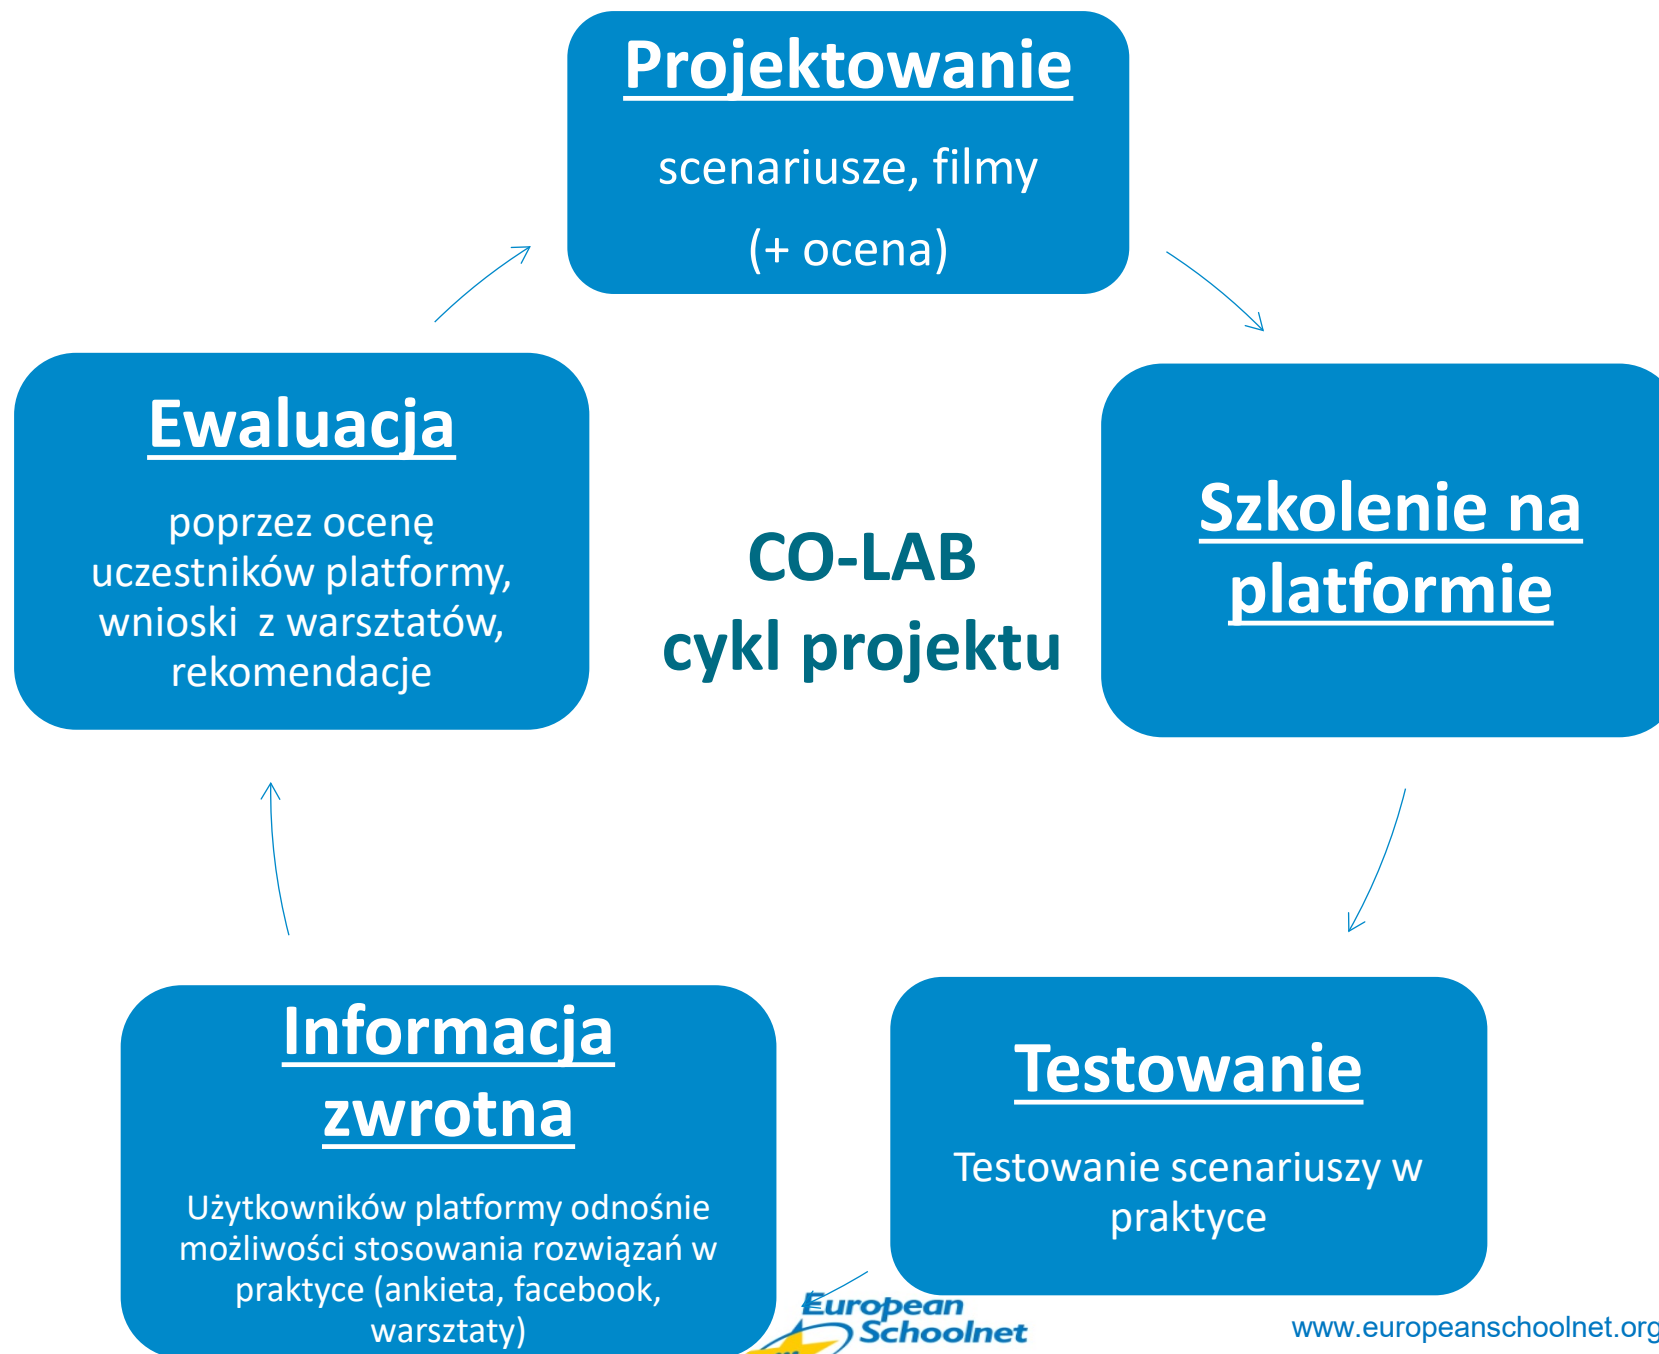 Projektowanie
scenariusze, filmy
(+ ocena)
Ewaluacja
poprzez ocenę
uczestników platformy,
wnioski z warsztatów,
rekomendacje
CO-LAB
cykl projektu
Szkolenie na
platformie
Informacja
zwrotna
Użytkowników platformy odnośnie
możliwości stosowania rozwiązań w
praktyce (ankieta, facebook,
warsztaty)
Testowanie
Testowanie scenariuszy w
praktyce
European
Schoolnet
www.europeanschoolnet.org